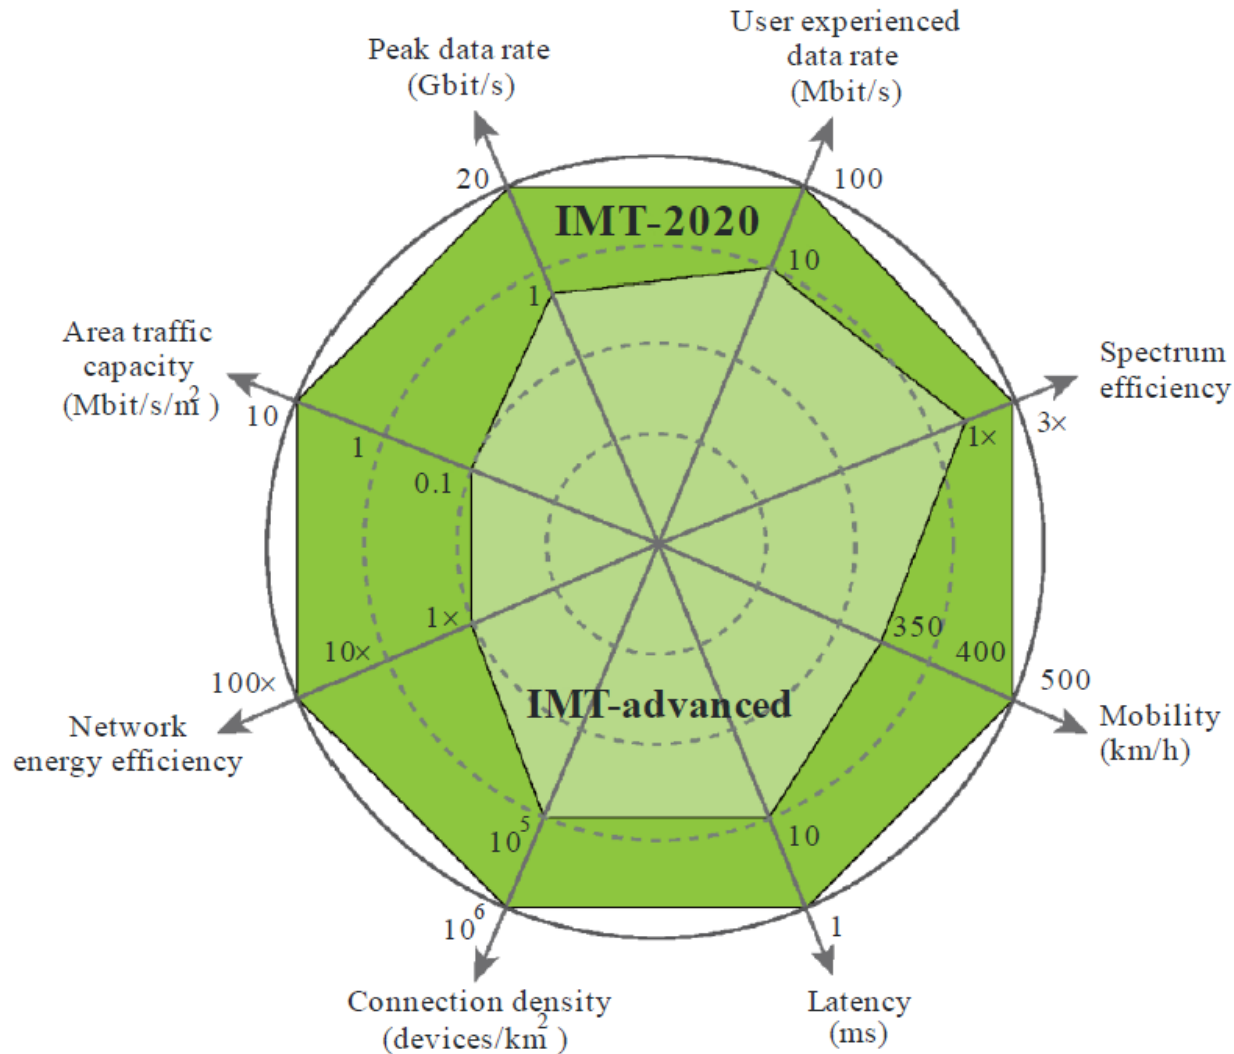 Peak data rate
(Gbit/s)
User experienced
data rate
(Mbit/s)
20
100
IMT-2020
10
1
Area traffic
capacity
(Mbit/s/m²)
Spectrum
efficiency
10
1
0.1
1×
3×
1×
10×
100×
350
400
500
Network
energy efficiency
Mobility
(km/h)
IMT-advanced
10⁵
10
10⁶
1
Connection density
(devices/km²)
Latency
(ms)